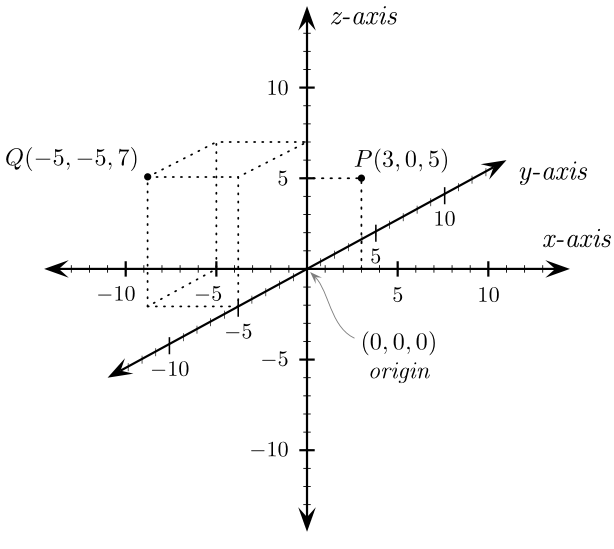 z-axis
10
Q(−5, −5, 7)
P(3, 0, 5)
5
y-axis
10
x-axis
5
−10
−5
5
10
−5
(0, 0, 0)
origin
−5
−10
−10